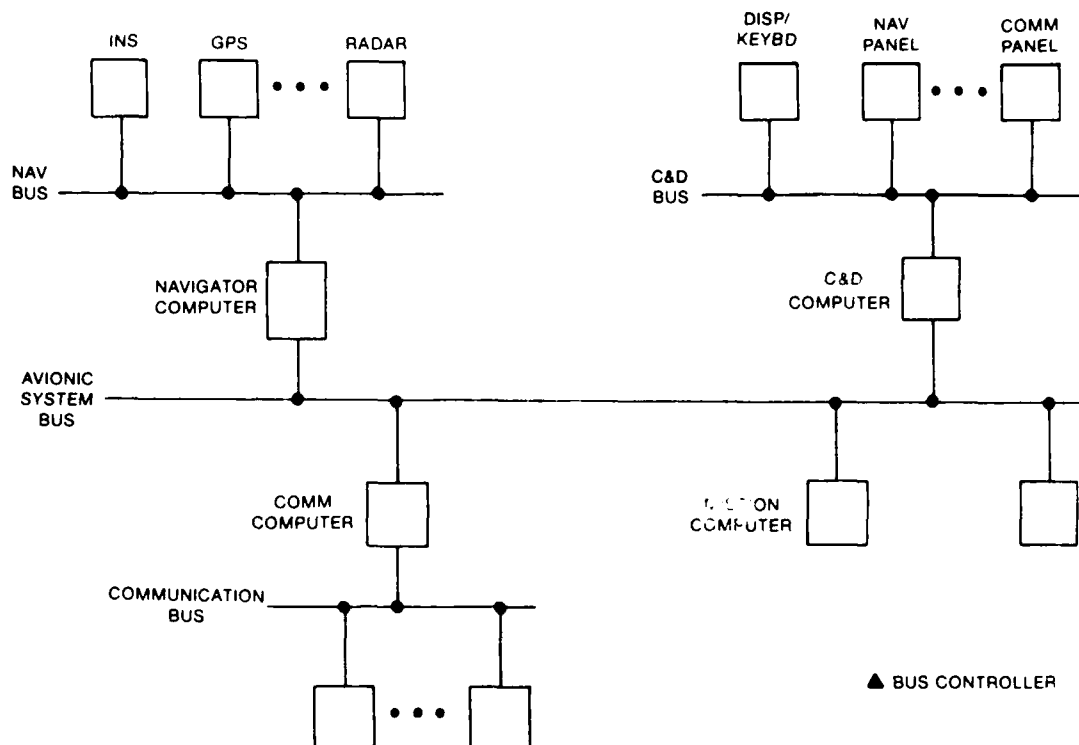 INS
GPS
RADAR
DISP/
KEYBD
NAV
PANEL
COMM
PANEL
NAV
BUS
C&D
BUS
NAVIGATOR
COMPUTER
C&D
COMPUTER
AVIONIC
SYSTEM
BUS
COMM
COMPUTER
COMPUTER
COMMUNICATION
BUS
▲ BUS CONTROLLER